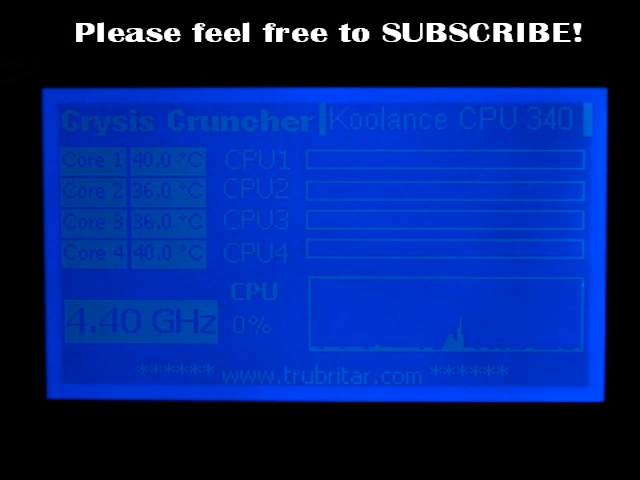 Please feel free to SUBSCRIBE!
Crysis Cruncher Koolance CPU 340
Core 1 40.0 °C CPU1
Core 2 36.0 °C CPU2
Core 3 36.0 °C CPU3
Core 4 40.0 °C CPU4
CPU
4.40 GHz 0%
****** www.trubritar.com ******